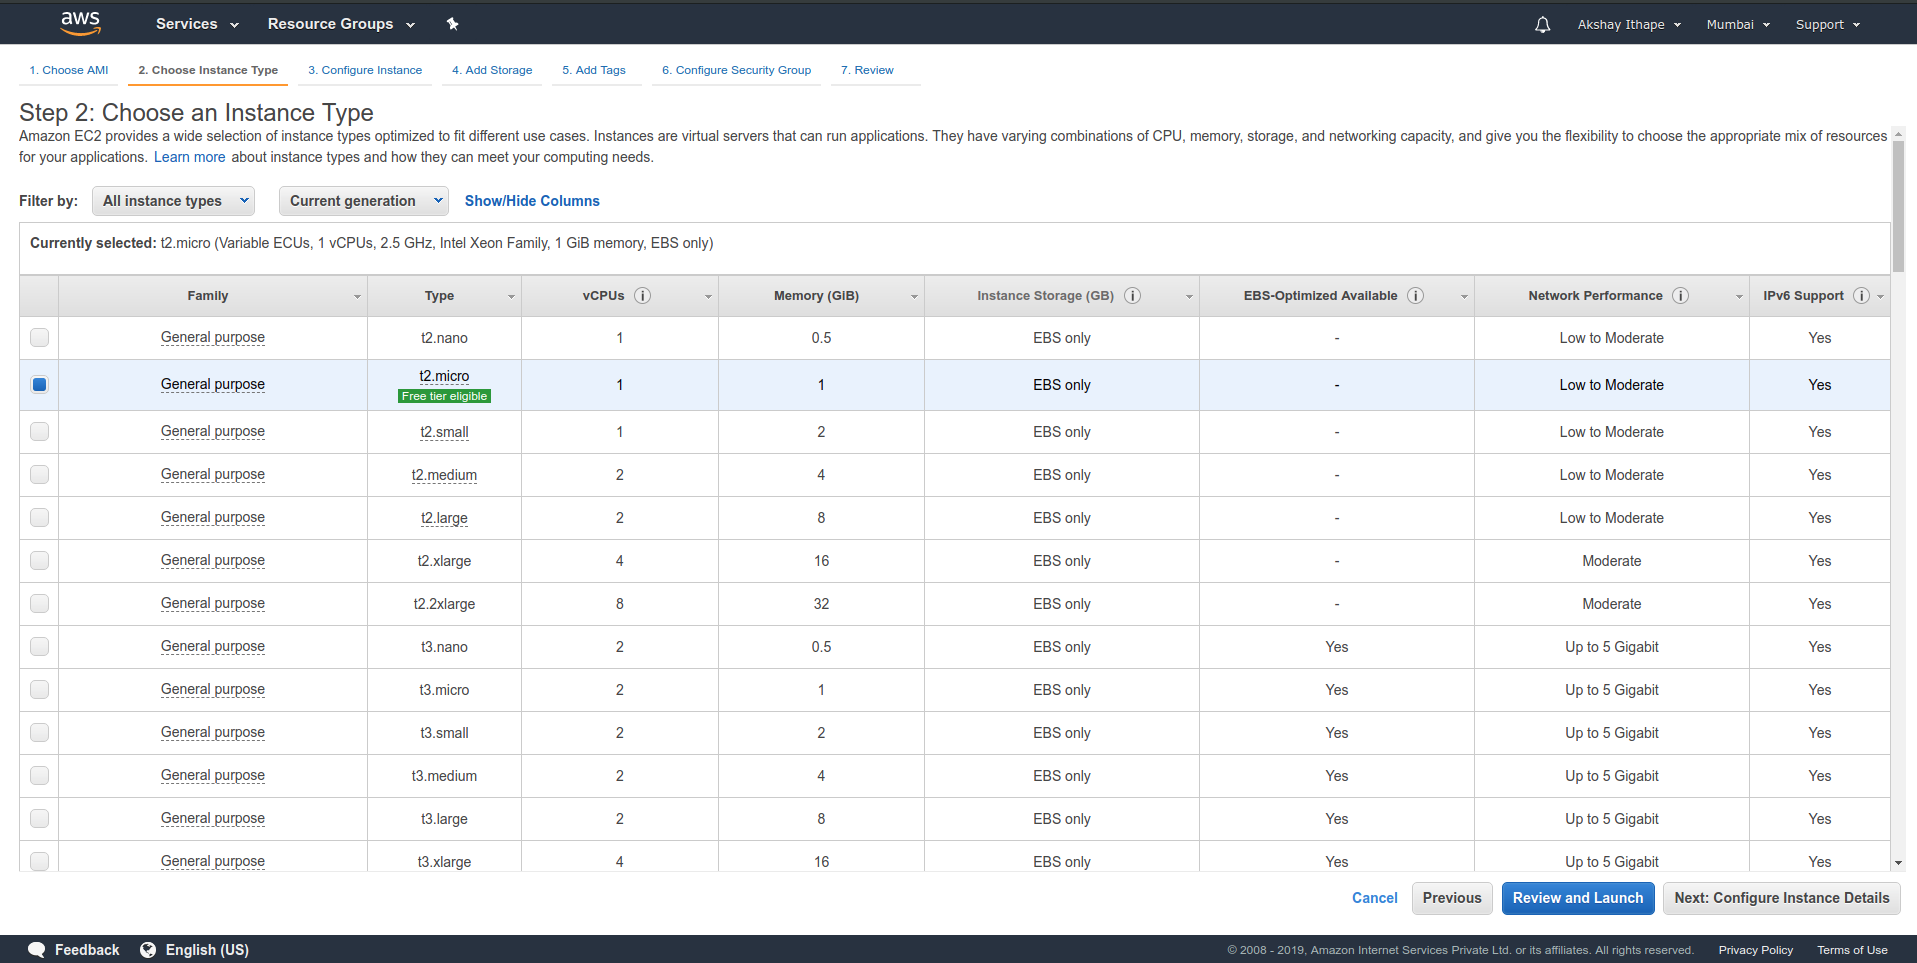 aws Services Resource Groups Akshay Ithape Mumbai Support
1. Choose AMI 2. Choose Instance Type 3. Configure Instance 4. Add Storage 5. Add Tags 6. Configure Security Group 7. Review
Step 2: Choose an Instance Type
Amazon EC2 provides a wide selection of instance types optimized to fit different use cases. Instances are virtual servers that can run applications. They have varying combinations of CPU, memory, storage, and networking capacity, and give you the flexibility to choose the appropriate mix of resources
for your applications. Learn more about instance types and how they can meet your computing needs.
Filter by: All instance types Current generation Show/Hide Columns
Currently selected: t2.micro (Variable ECUs, 1 vCPUs, 2.5 GHz, Intel Xeon Family, 1 GiB memory, EBS only)
Family Type vCPUs i Memory (GiB) Instance Storage (GB) i EBS-Optimized Available i Network Performance i IPv6 Support i
General purpose t2.nano 1 0.5 EBS only - Low to Moderate Yes
General purpose t2.micro 1 1 EBS only - Low to Moderate Yes
Free tier eligible
General purpose t2.small 1 2 EBS only - Low to Moderate Yes
General purpose t2.medium 2 4 EBS only - Low to Moderate Yes
General purpose t2.large 2 8 EBS only - Low to Moderate Yes
General purpose t2.xlarge 4 16 EBS only - Moderate Yes
General purpose t2.2xlarge 8 32 EBS only - Moderate Yes
General purpose t3.nano 2 0.5 EBS only Yes Up to 5 Gigabit Yes
General purpose t3.micro 2 1 EBS only Yes Up to 5 Gigabit Yes
General purpose t3.small 2 2 EBS only Yes Up to 5 Gigabit Yes
General purpose t3.medium 2 4 EBS only Yes Up to 5 Gigabit Yes
General purpose t3.large 2 8 EBS only Yes Up to 5 Gigabit Yes
General purpose t3.xlarge 4 16 EBS only Yes Up to 5 Gigabit Yes
Cancel Previous Review and Launch Next: Configure Instance Details
Feedback English (US) © 2008 - 2019, Amazon Internet Services Private Ltd. or its affiliates. All rights reserved. Privacy Policy Terms of Use